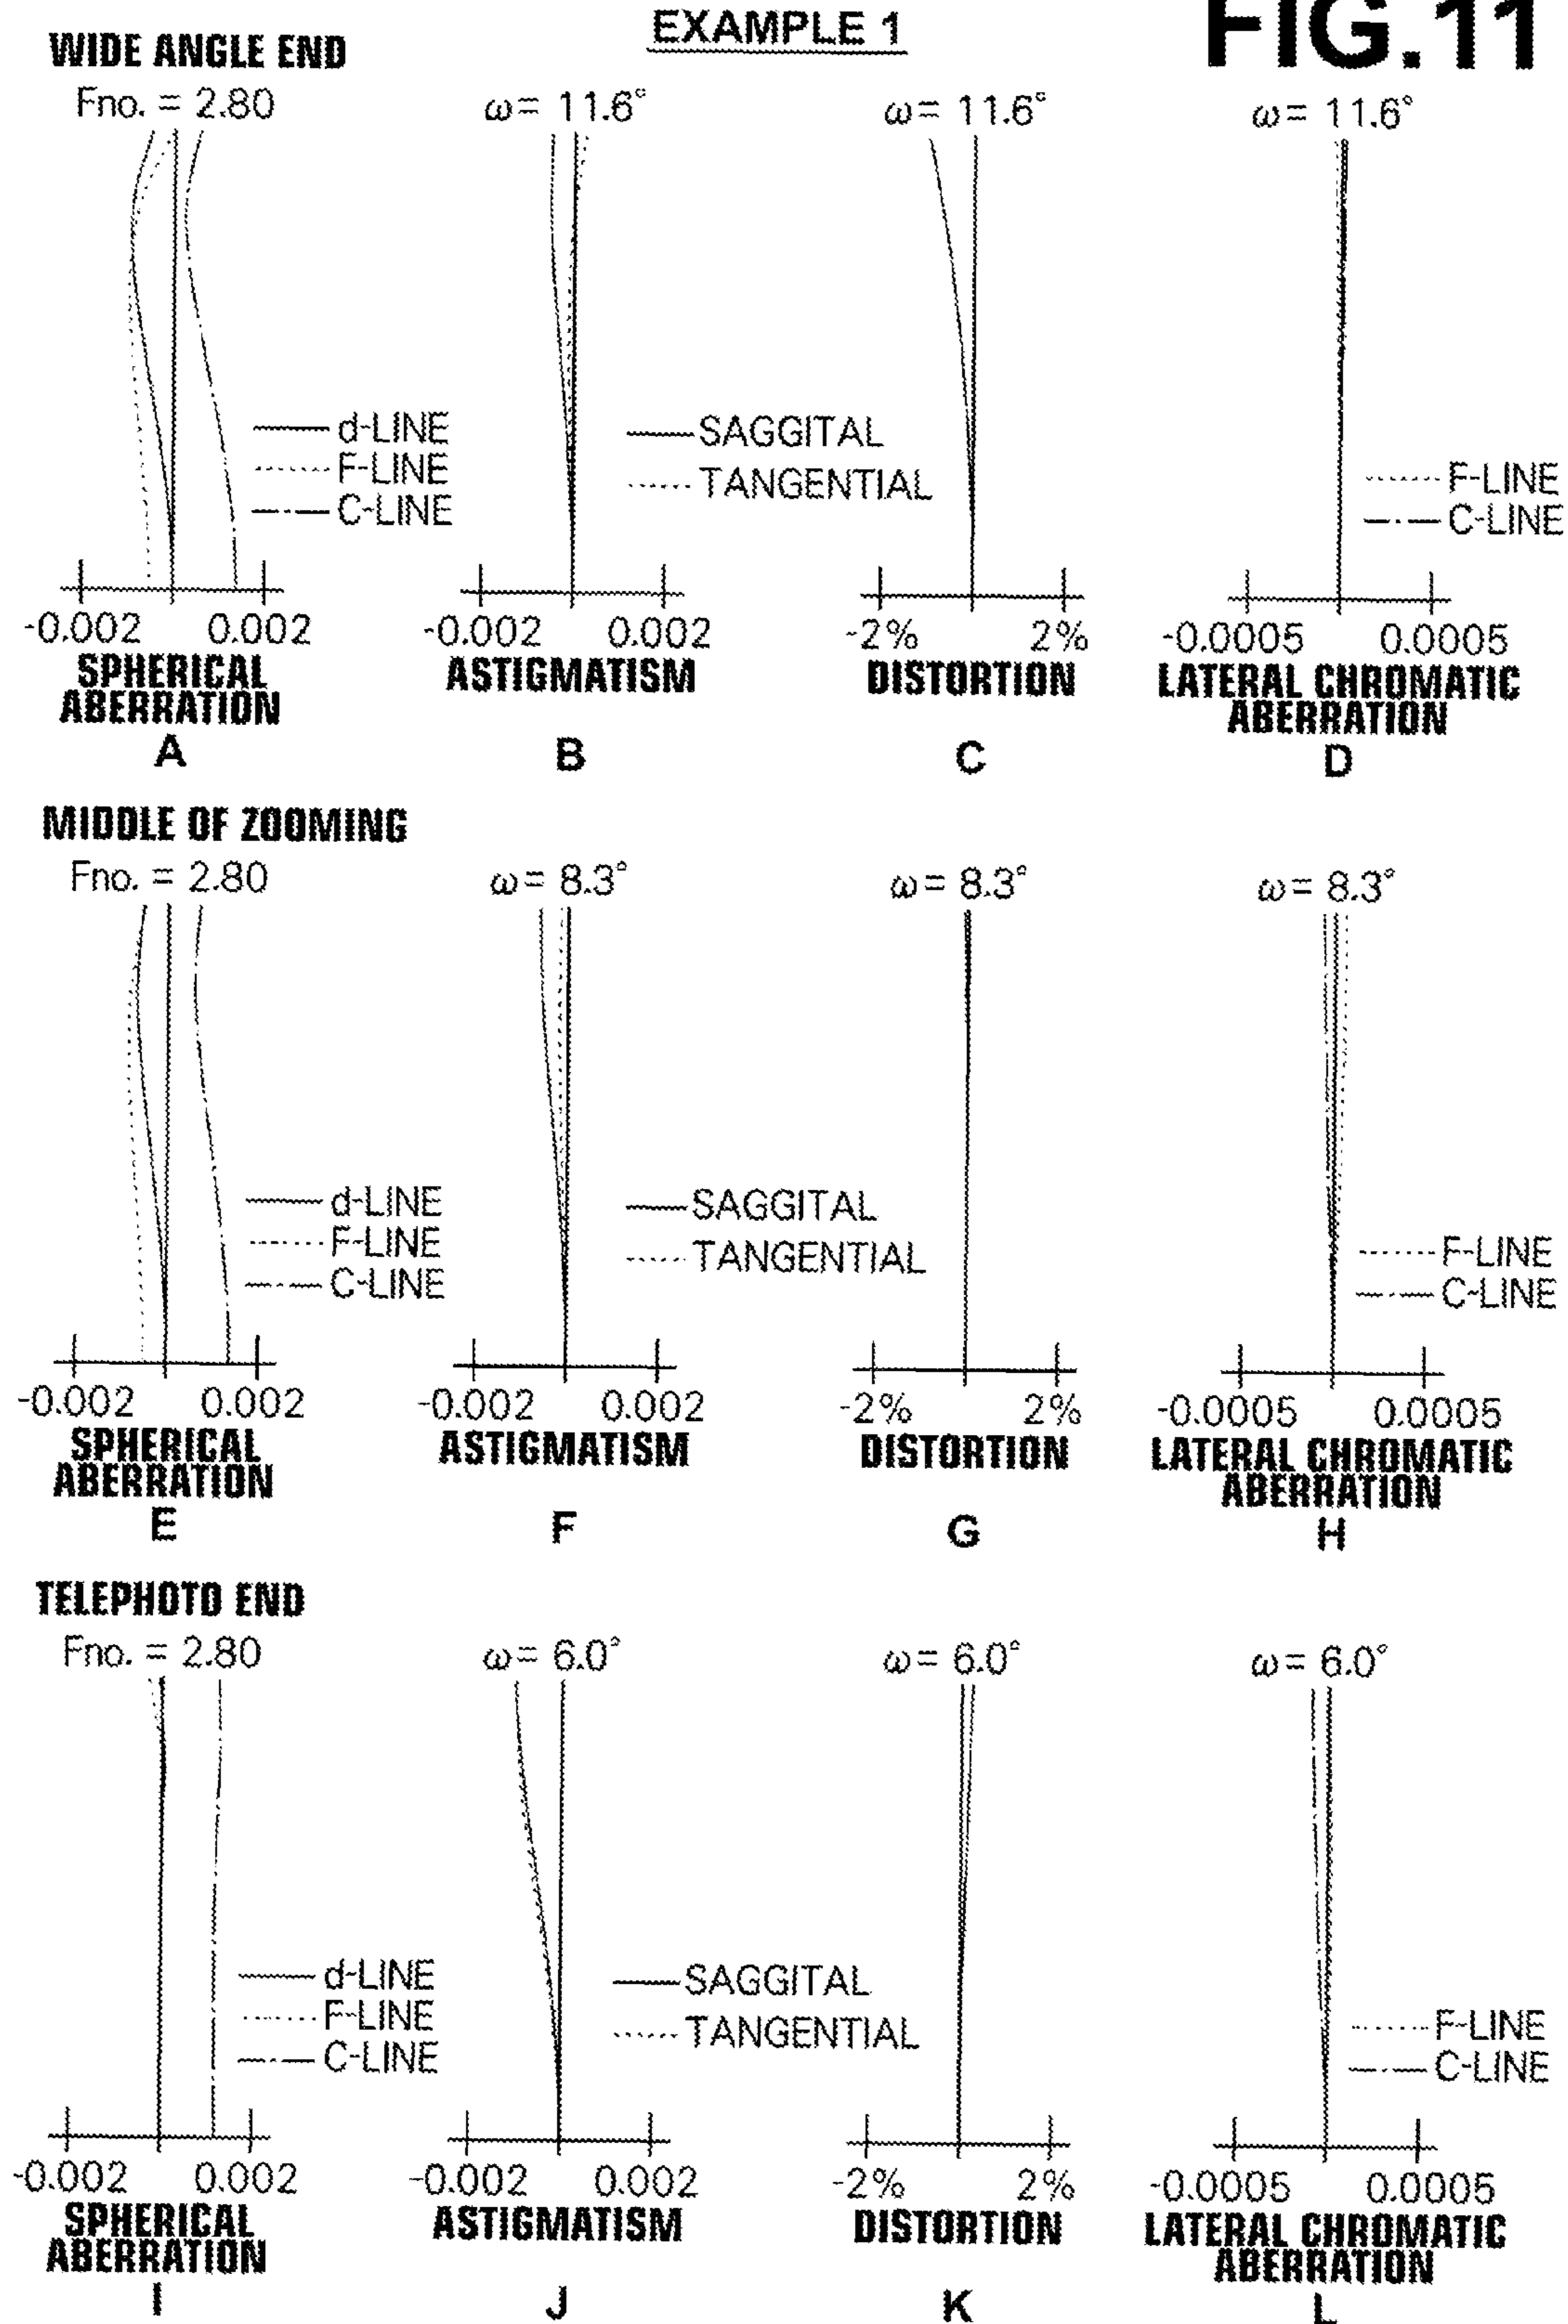 EXAMPLE 1
FIG.11
WIDE ANGLE END
Fno. = 2.80
ω= 11.6°
ω= 11.6°
ω= 11.6°
d-LINE
F-LINE
C-LINE
SAGGITAL
TANGENTIAL
F-LINE
C-LINE
-0.002 0.002
-0.002 0.002
-2% 2%
-0.0005 0.0005
SPHERICAL
ABERRATION
ASTIGMATISM
DISTORTION
LATERAL CHROMATIC
ABERRATION
A
B
C
D
MIDDLE OF ZOOMING
Fno. = 2.80
ω= 8.3°
ω= 8.3°
ω= 8.3°
d-LINE
F-LINE
C-LINE
SAGGITAL
TANGENTIAL
F-LINE
C-LINE
-0.002 0.002
-0.002 0.002
-2% 2%
-0.0005 0.0005
SPHERICAL
ABERRATION
ASTIGMATISM
DISTORTION
LATERAL CHROMATIC
ABERRATION
E
F
G
H
TELEPHOTO END
Fno. = 2.80
ω= 6.0°
ω= 6.0°
ω= 6.0°
d-LINE
F-LINE
C-LINE
SAGGITAL
TANGENTIAL
F-LINE
C-LINE
-0.002 0.002
-0.002 0.002
-2% 2%
-0.0005 0.0005
SPHERICAL
ABERRATION
ASTIGMATISM
DISTORTION
LATERAL CHROMATIC
ABERRATION
I
J
K
L